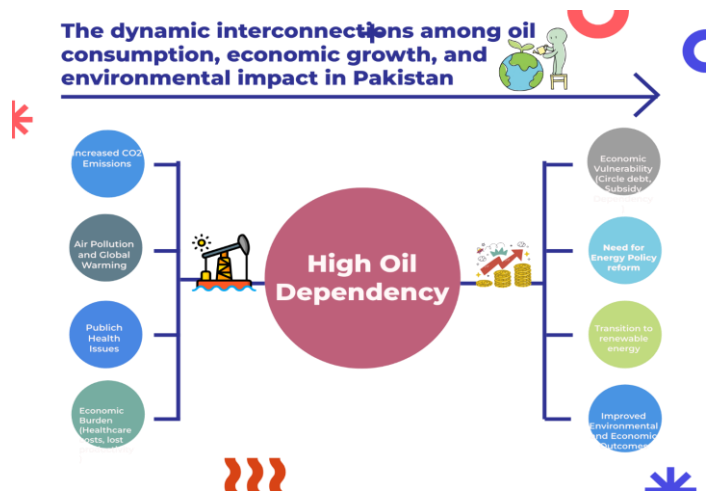 The dynamic interconnections among oil
consumption, economic growth, and
environmental impact in Pakistan
Increased CO2
Emissions
Air Pollution
and Global
Warming
Publich
Health
Issues
Economic
Burden
(Healthcare
costs, lost
High Oil
Dependency
Economic
Vulnerability
(Circle debt,
Subsidy
Need for
Energy Policy
reform
Transition to
renewable
energy
Improved
Environmental
and Economic
Outcomes